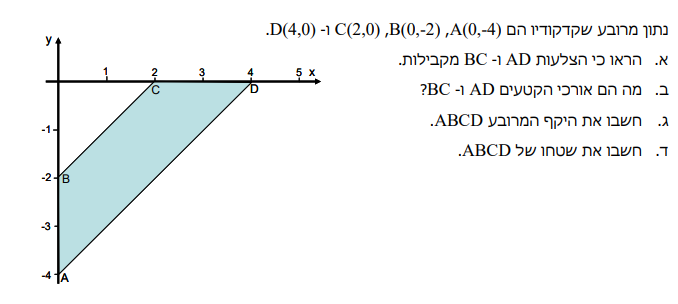 נתון מרובע שקדקודיו הם A(0,-4), B(0,-2), C(2,0) ו- D(4,0).
א. הראו כי הצלעות AD ו- BC מקבילות.
ב. מה הם אורכי הקטעים AD ו- BC?
ג. חשבו את היקף המרובע ABCD.
ד. חשבו את שטחו של ABCD.
y
1 2 3 4 5 x
C D
-1
-2 B
-3
-4 A